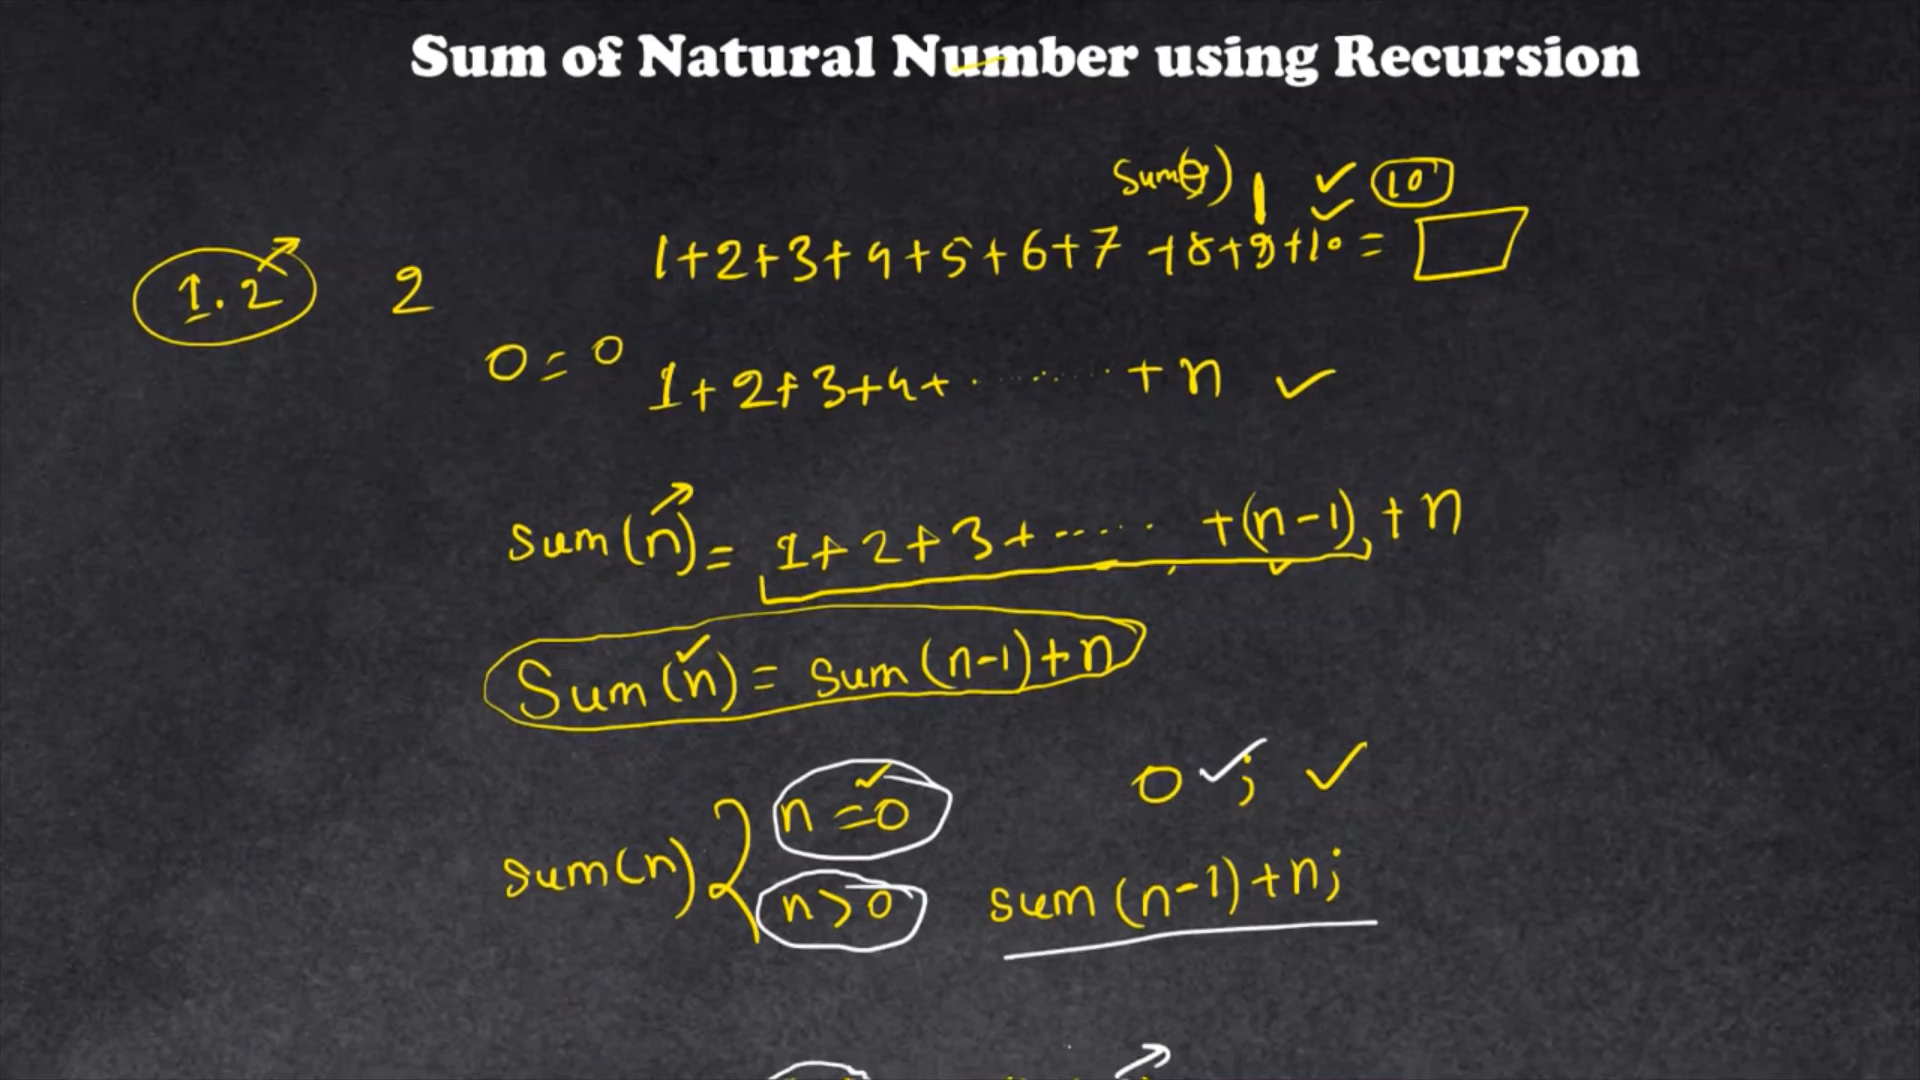 Sum of Natural Number using Recursion
10
1+2+3+4+5+6+7 +8+9+10 =
1.2 2
0=0
1+2+3+4+ ........ +n
sum(n) = 1+2+3+ ...... +(n-1)+n
Sum(n) = sum(n-1)+n
n=0 0 ;
sum(n)
n>0 sum(n-1)+n;